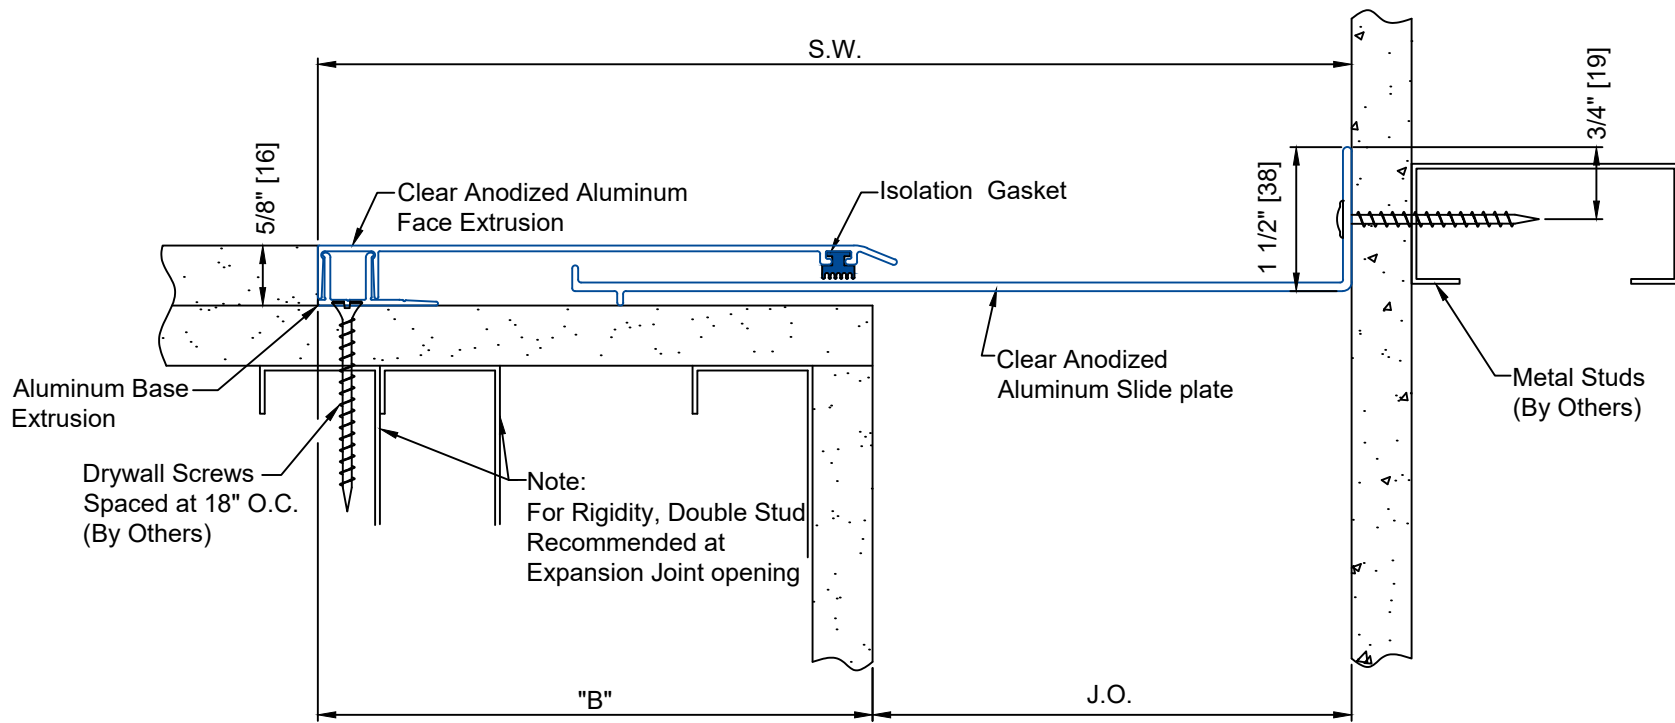 S.W.
3/4" [19]
5/8" [16]
Clear Anodized Aluminum
Face Extrusion
Isolation  Gasket
1 1/2" [38]
Clear Anodized
Aluminum Slide plate
Metal Studs
(By Others)
Aluminum Base
Extrusion
Drywall Screws
Spaced at 18" O.C.
(By Others)
Note:
For Rigidity, Double Stud
Recommended at
Expansion Joint opening
"B"
J.O.